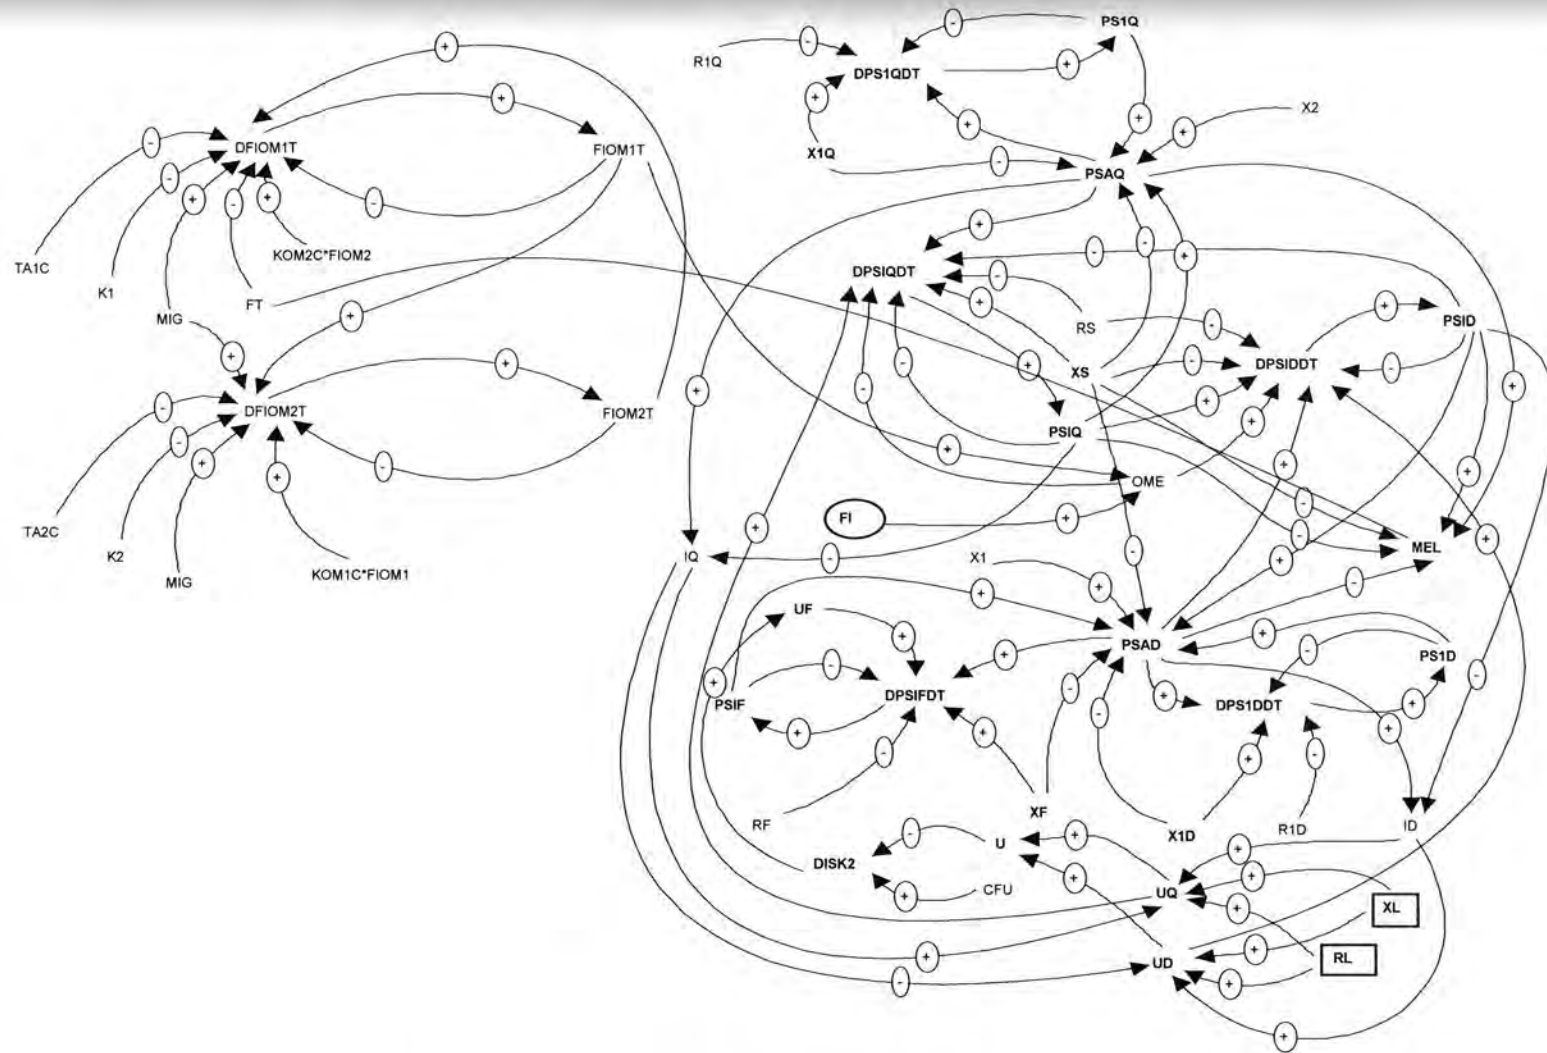 PS1Q
R1Q
DPS1QDT
X2
DFIOM1T
FIOM1T
X1Q
PSAQ
KOM2C*FIOM2
TA1C
K1
FT
MIG
DPSIQDT
RS
PSID
DPSIDDT
XS
DFIOM2T
FIOM2T
PSIQ
OME
TA2C
K2
MIG
KOM1C*FIOM1
FI
IQ
X1
MEL
UF
PSAD
PS1D
PSIF
DPSIFDT
DPS1DDT
RF
XF
X1D
R1D
ID
DISK2
U
CFU
UQ
XL
UD
RL
+
-
-
+
-
+
+
+
+
-
-
-
+
-
+
-
+
-
+
-
+
-
-
+
+
+
-
+
-
+
+
+
+
-
-
-
-
-
+
+
+
-
-
+
+
+
+
-
+
-
-
+
+
-
-
+
-
+
+
+
-
+
-
+
-
+
-
+
+
-
+
+
-
+
-
+
-
+
+
+
+
+
+
+
+
-
+
+